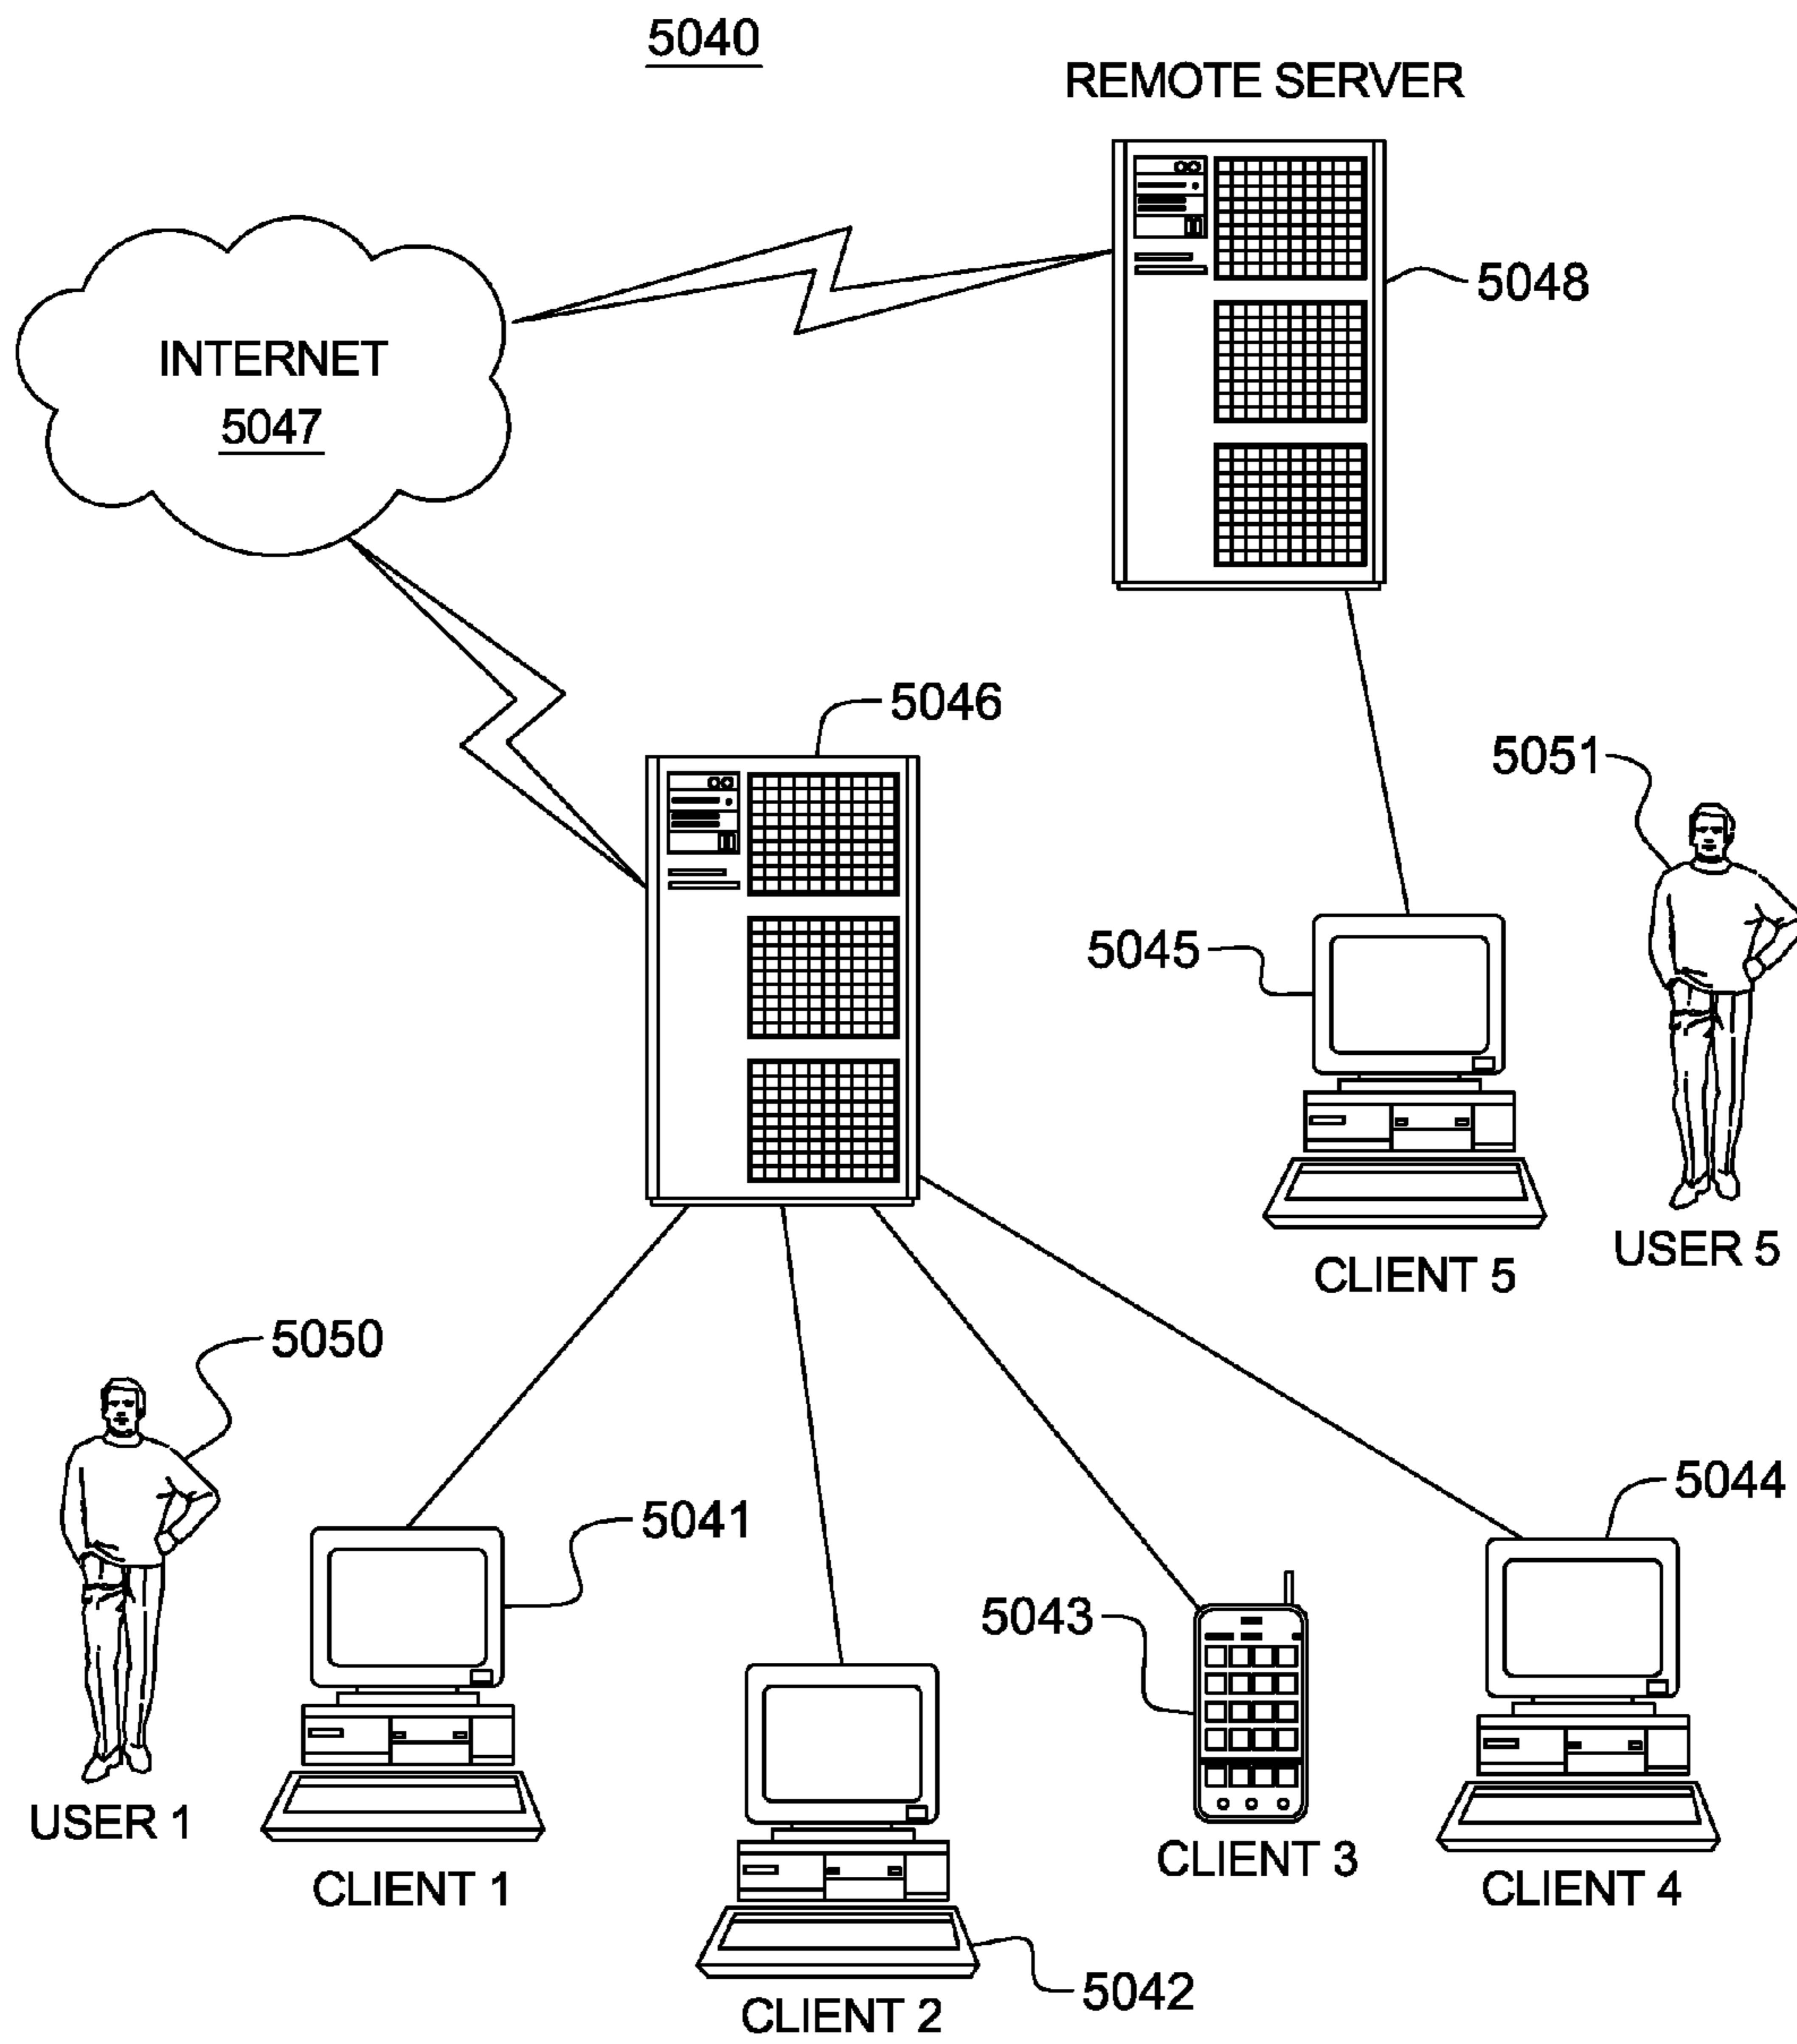 5040
REMOTE SERVER
5048
INTERNET
5047
5046
5051
5045
USER 5
CLIENT 5
5050
5044
5041
5043
USER 1
CLIENT 3
CLIENT 1
CLIENT 4
5042
CLIENT 2